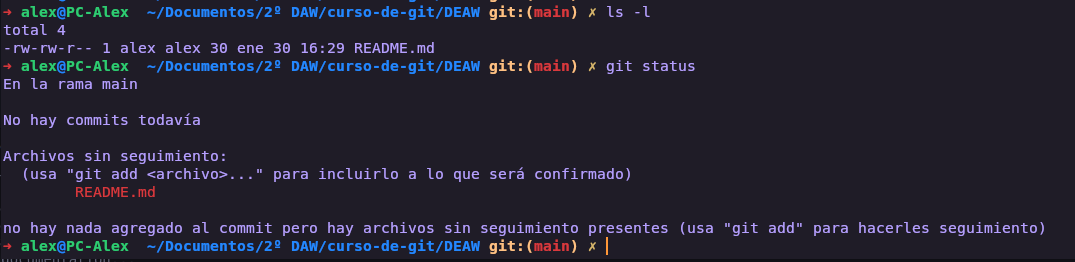 → alex@PC-Alex  ~/Documentos/2º DAW/curso-de-git/DEAW git:(main) ✗ ls -l
total 4
-rw-rw-r-- 1 alex alex 30 ene 30 16:29 README.md
→ alex@PC-Alex  ~/Documentos/2º DAW/curso-de-git/DEAW git:(main) ✗ git status
En la rama main
No hay commits todavía
Archivos sin seguimiento:
  (usa "git add <archivo>..." para incluirlo a lo que será confirmado)
        README.md
no hay nada agregado al commit pero hay archivos sin seguimiento presentes (usa "git add" para hacerles seguimiento)
→ alex@PC-Alex  ~/Documentos/2º DAW/curso-de-git/DEAW git:(main) ✗